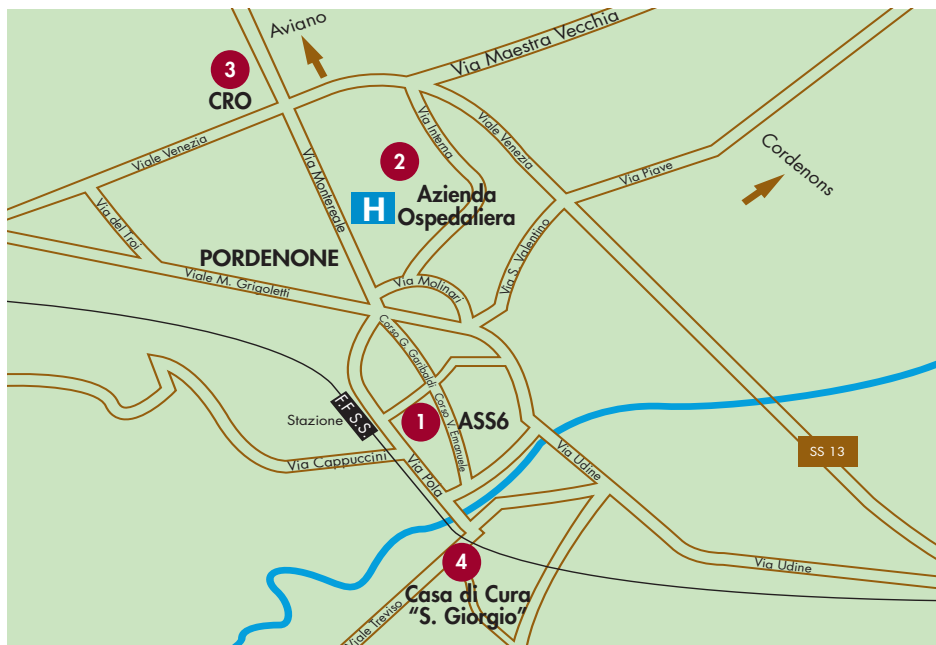 Aviano
Via Maestra Vecchia
3
CRO
Viale Venezia
Via Interna
Viale Venezia
2
Via Montereale
Azienda
H
Ospedaliera
Via Piave
Cordenons
Via del Troi
PORDENONE
Via S. Valentino
Viale M. Grigoletti
Via Molinari
Corso G. Garibaldi
F.F S.S.
Stazione
1
ASS6
Corso V. Emanuele
Via Cappuccini
Via Pola
Via Udine
SS 13
Via Udine
4
Casa di Cura
“S. Giorgio”
Viale Treviso